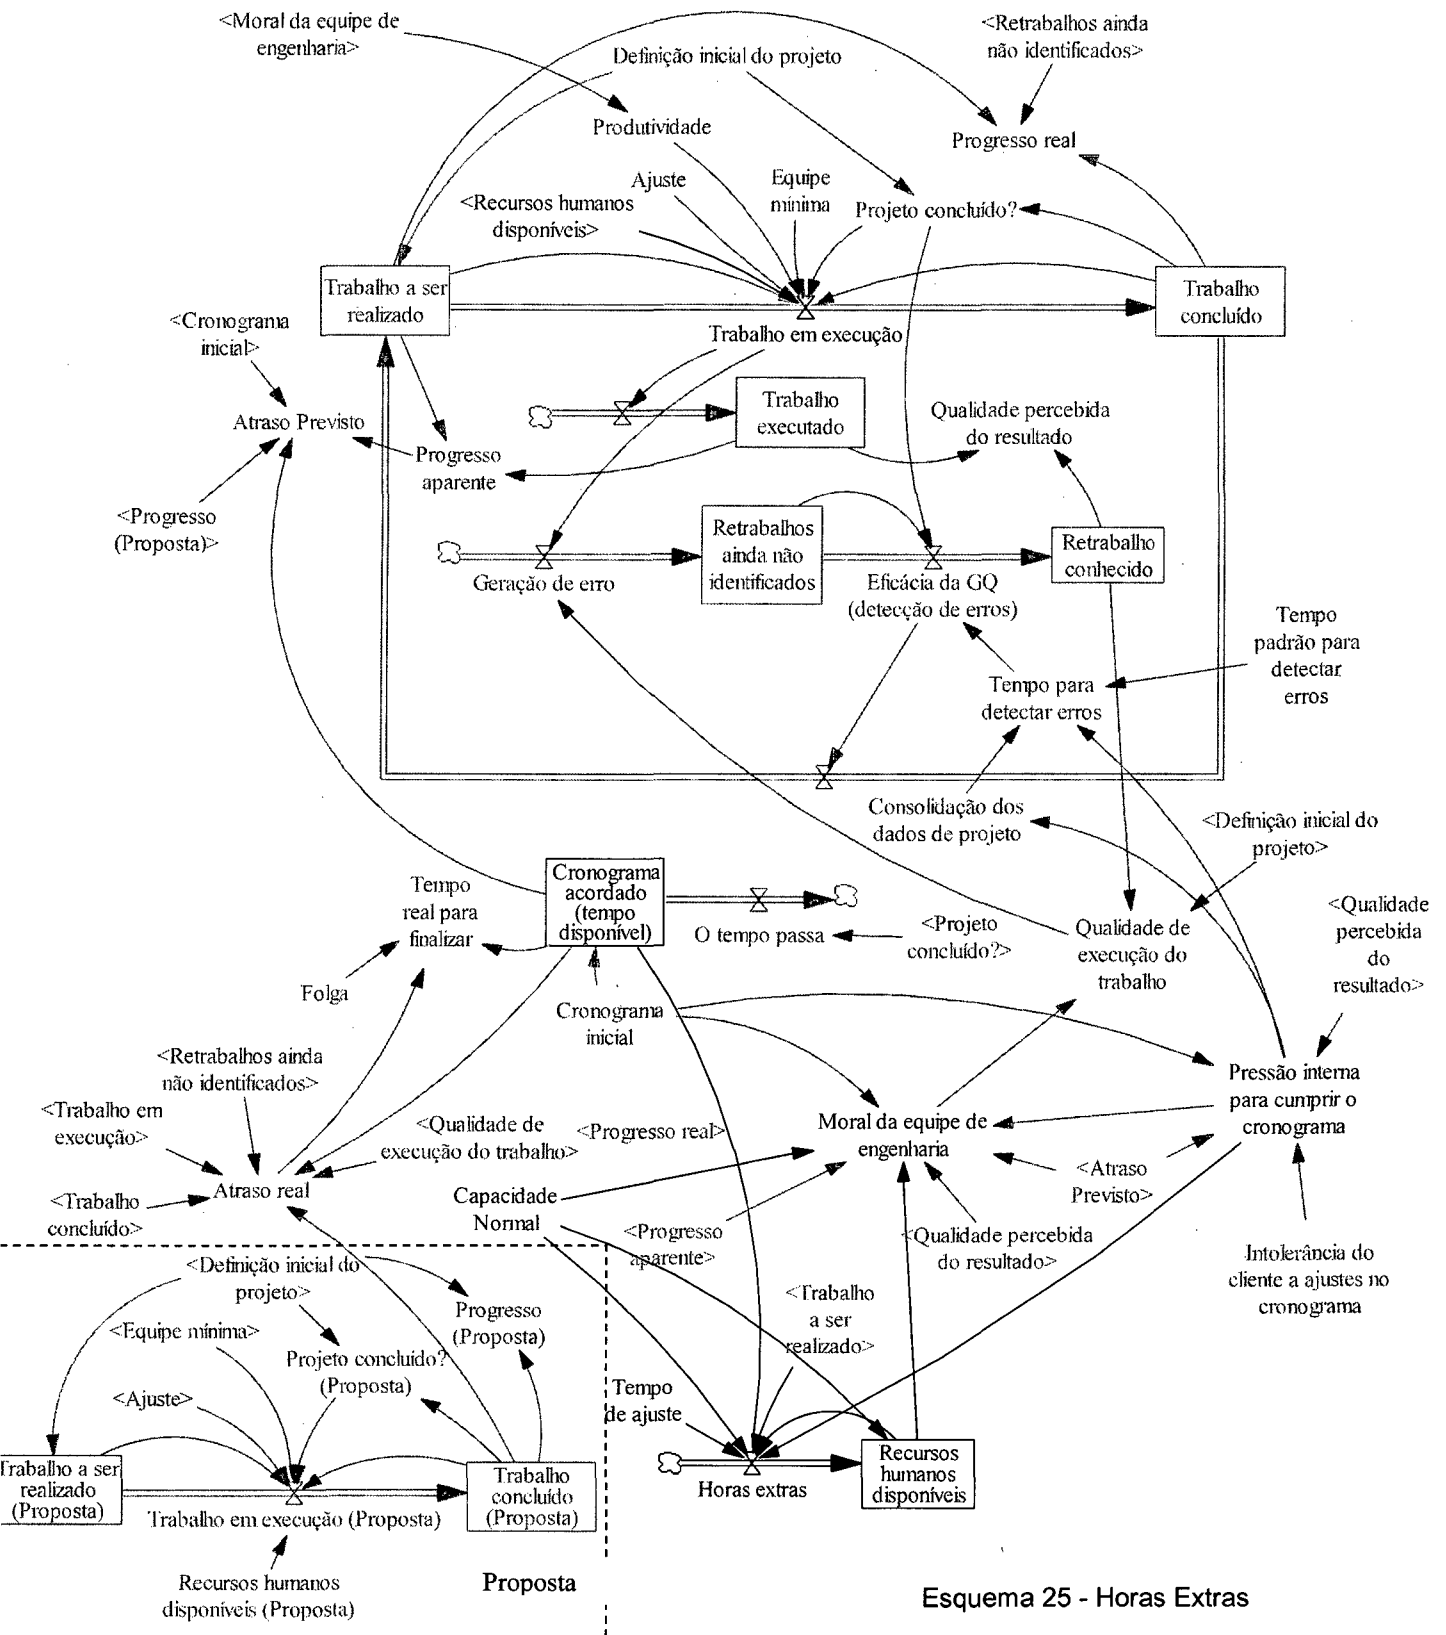 <Moral da equipe de
engenharia>
<Retrabalhos ainda
não identificados>
Definição inicial do projeto
Produtividade
Progresso real
Ajuste
Equipe
mínima
<Recursos humanos
disponíveis>
Projeto concluído?
Trabalho a ser
realizado
Trabalho
concluído
<Cronograma
inicial>
Trabalho em execução
Atraso Previsto
Trabalho
executado
Qualidade percebida
do resultado
Progresso
aparente
<Progresso
(Proposta)>
Retrabalhos
ainda não
identificados
Retrabalho
conhecido
Geração de erro
Eficácia da GQ
(detecção de erros)
Tempo
padrão para
detectar
erros
Tempo para
detectar erros
Consolidação dos
dados de projeto
<Definição inicial do
projeto>
Cronograma
acordado
(tempo
disponível)
Tempo
real para
finalizar
O tempo passa
<Projeto
concluído?>
Qualidade de
execução do
trabalho
<Qualidade
percebida
do
resultado>
Folga
Cronograma
inicial
<Retrabalhos ainda
não identificados>
Pressão interna
para cumprir o
cronograma
<Trabalho em
execução>
<Qualidade de
execução do trabalho>
<Progresso real>
Moral da equipe de
engenharia
<Atraso
Previsto>
Atraso real
<Trabalho
concluído>
Capacidade
Normal
<Progresso
aparente>
<Qualidade percebida
do resultado>
Intolerância do
cliente a ajustes no
cronograma
<Definição inicial do
projeto>
Progresso
(Proposta)
<Trabalho
a ser
realizado>
<Equipe mínima>
Projeto concluído?
(Proposta)
<Ajuste>
Tempo
de ajuste
Trabalho a ser
realizado
(Proposta)
Trabalho
concluído
(Proposta)
Recursos
humanos
disponíveis
Horas extras
Trabalho em execução (Proposta)
Recursos humanos
disponíveis (Proposta)
Proposta
Esquema 25 - Horas Extras